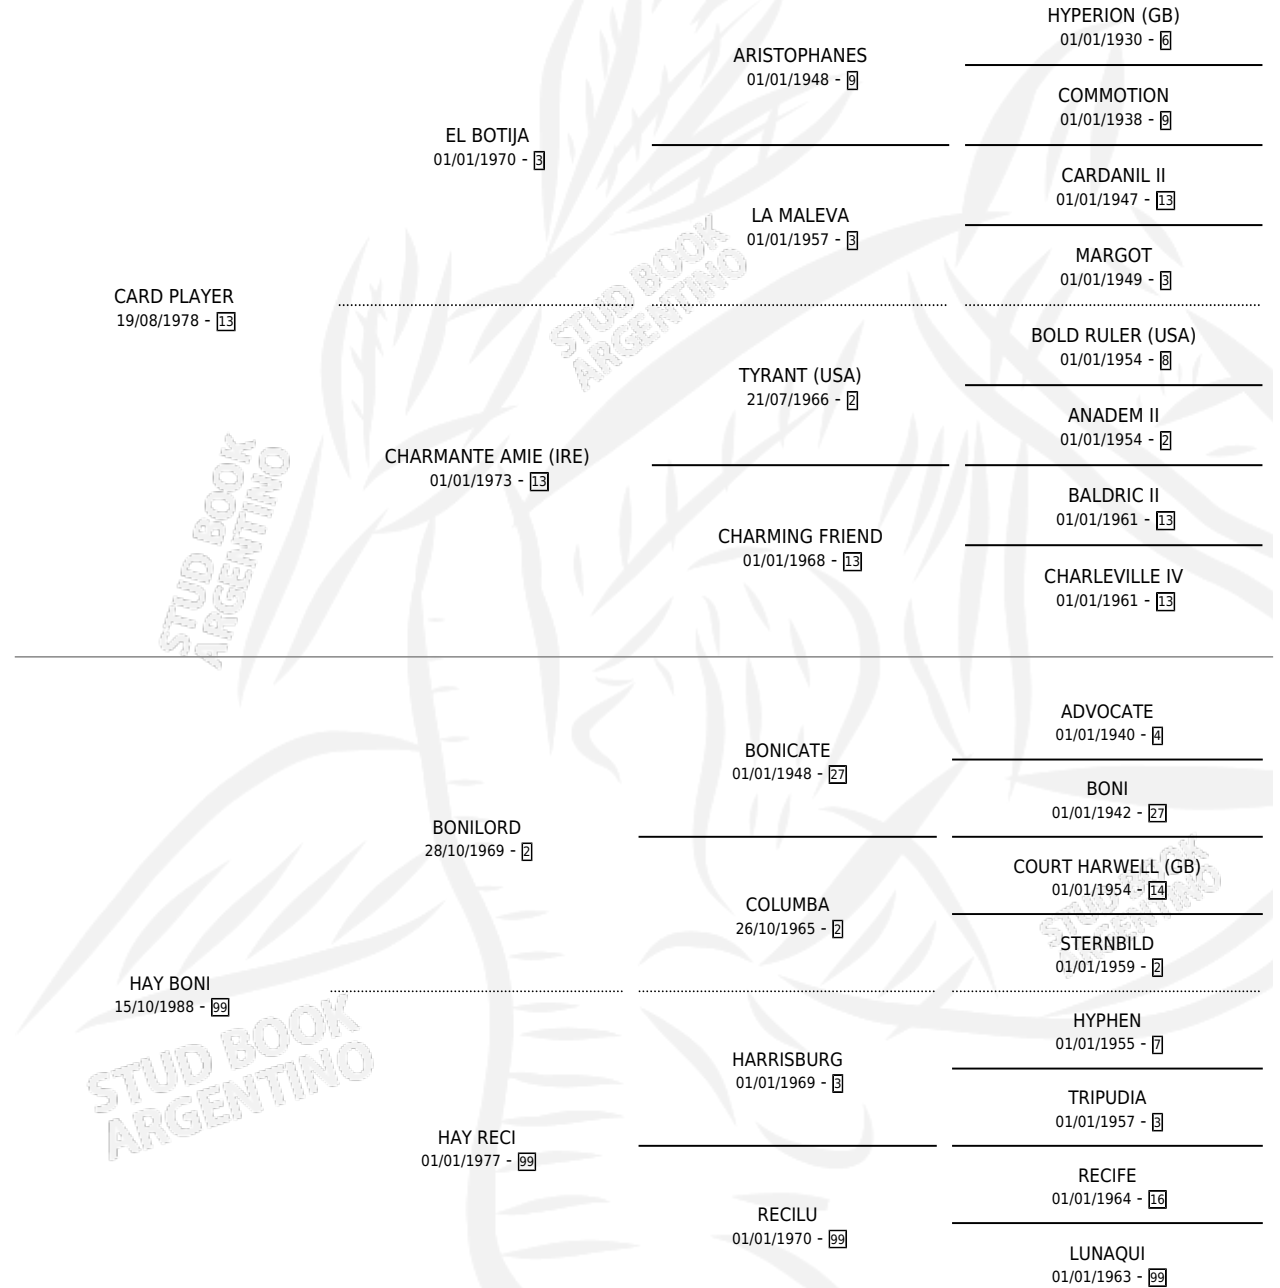 HYPERION (GB)
01/01/1930 - 6
ARISTOPHANES
01/01/1948 - 9
COMMOTION
01/01/1938 - 9
EL BOTIJA
01/01/1970 - 3
CARDANIL II
01/01/1947 - 13
LA MALEVA
01/01/1957 - 3
MARGOT
01/01/1949 - 3
CARD PLAYER
19/08/1978 - 13
STUD BOOK
ARGENTINO
BOLD RULER (USA)
01/01/1954 - 8
TYRANT (USA)
21/07/1966 - 2
ANADEM II
01/01/1954 - 2
CHARMANTE AMIE (IRE)
01/01/1973 - 13
BALDRIC II
01/01/1961 - 13
CHARMING FRIEND
01/01/1968 - 13
CHARLEVILLE IV
01/01/1961 - 13
STUD BOOK
ARGENTINO
ADVOCATE
01/01/1940 - 4
BONICATE
01/01/1948 - 27
BONI
01/01/1942 - 27
BONILORD
28/10/1969 - 2
COURT HARWELL (GB)
01/01/1954 - 14
COLUMBA
26/10/1965 - 2
STUD BOOK
ARGENTINO
STERNBILD
01/01/1959 - 2
HAY BONI
15/10/1988 - 99
HYPHEN
01/01/1955 - 7
HARRISBURG
01/01/1969 - 3
TRIPUDIA
01/01/1957 - 3
STUD BOOK
ARGENTINO
HAY RECI
01/01/1977 - 99
RECIFE
01/01/1964 - 16
RECILU
01/01/1970 - 99
LUNAQUI
01/01/1963 - 99